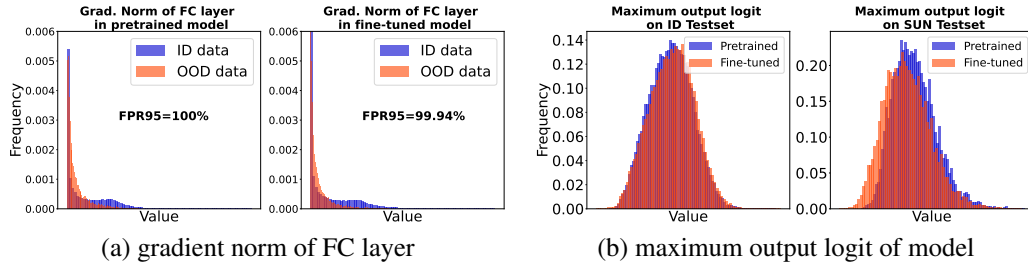 Grad. Norm of FC layer
in pretrained model
Frequency
0.006
0.005
0.004
0.003
0.002
0.001
0.000
ID data
OOD data
FPR95=100%
Value
Grad. Norm of FC layer
in fine-tuned model
0.006
0.005
0.004
0.003
0.002
0.001
0.000
ID data
OOD data
FPR95=99.94%
Value
(a) gradient norm of FC layer
Maximum output logit
on ID Testset
Frequency
0.14
0.12
0.10
0.08
0.06
0.04
0.02
0.00
Pretrained
Fine-tuned
Value
Maximum output logit
on SUN Testset
0.20
0.15
0.10
0.05
0.00
Pretrained
Fine-tuned
Value
(b) maximum output logit of model